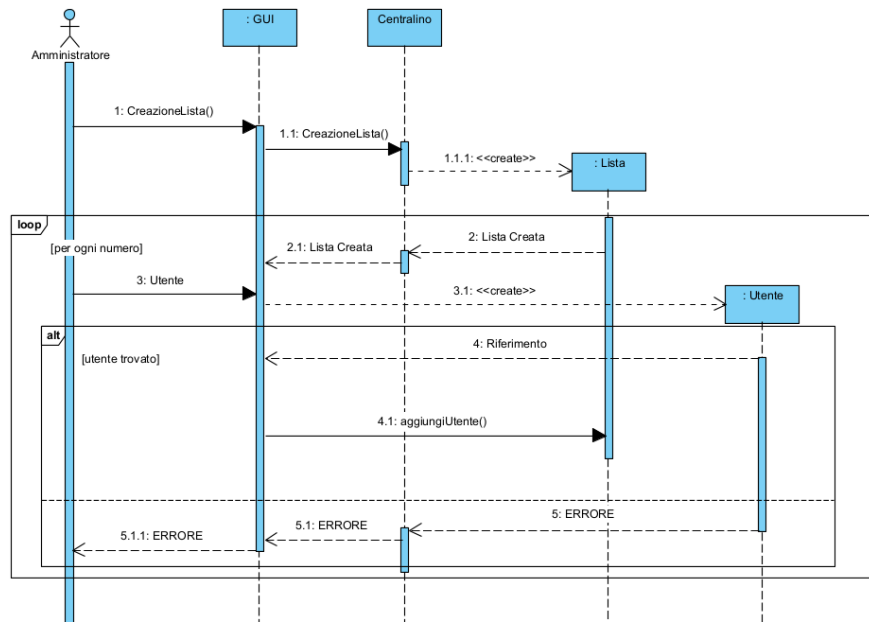 : GUI
Centralino
Amministratore
1: CreazioneLista()
1.1: CreazioneLista()
1.1.1: <<create>>
: Lista
loop
[per ogni numero]
2: Lista Creata
2.1: Lista Creata
3: Utente
3.1: <<create>>
: Utente
alt
[utente trovato]
4: Riferimento
4.1: aggiungiUtente()
5: ERRORE
5.1: ERRORE
5.1.1: ERRORE